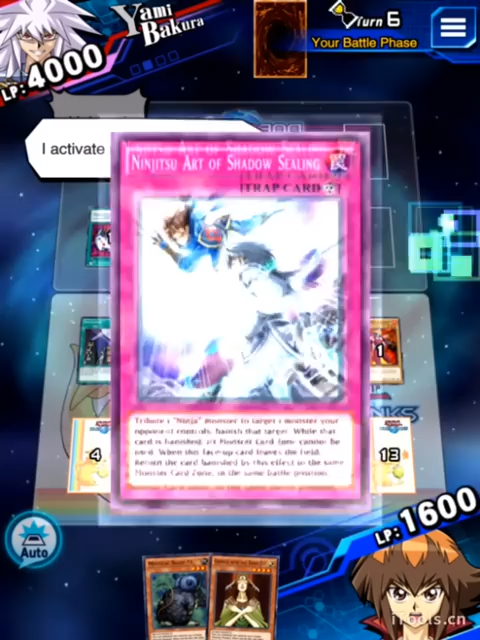 Yami
Bakura
LP: 4000
Turn 6
Your Battle Phase
I activate
NINJITSU ART OF SHADOW SEALING
[TRAP CARD
Tribute 1 "Ninja" monster to target 1 monster your
opponent controls; banish that target. While that
card is banished, its Monster Card Zone cannot be
used. When this face-up card leaves the field,
Return the card banished by this effect to the same
Monster Card Zone, in the same battle position.
1
4
13
LP: 1600
Auto
iTools.cn